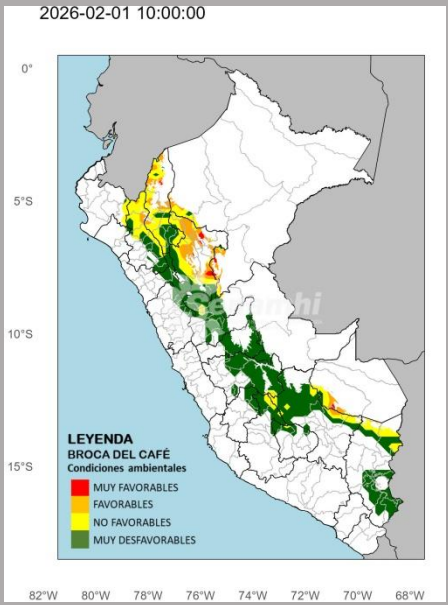 2026-02-01 10:00:00
0°
5°S
10°S
15°S
Senamhi
LEYENDA
BROCA DEL CAFÉ
Condiciones ambientales
MUY FAVORABLES
FAVORABLES
NO FAVORABLES
MUY DESFAVORABLES
82°W 80°W 78°W 76°W 74°W 72°W 70°W 68°W